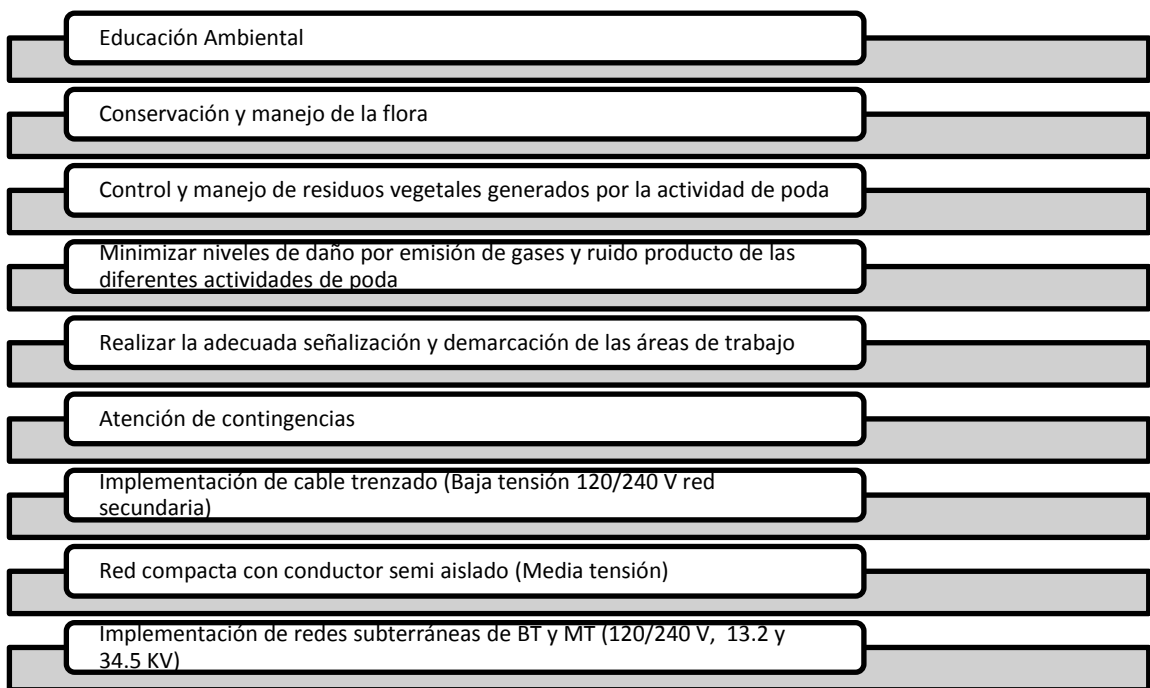 Educación Ambiental
Conservación y manejo de la flora
Control y manejo de residuos vegetales generados por la actividad de poda
Minimizar niveles de daño por emisión de gases y ruido producto de las
diferentes actividades de poda
Realizar la adecuada señalización y demarcación de las áreas de trabajo
Atención de contingencias
Implementación de cable trenzado (Baja tensión 120/240 V red
secundaria)
Red compacta con conductor semi aislado (Media tensión)
Implementación de redes subterráneas de BT y MT (120/240 V, 13.2 y
34.5 KV)